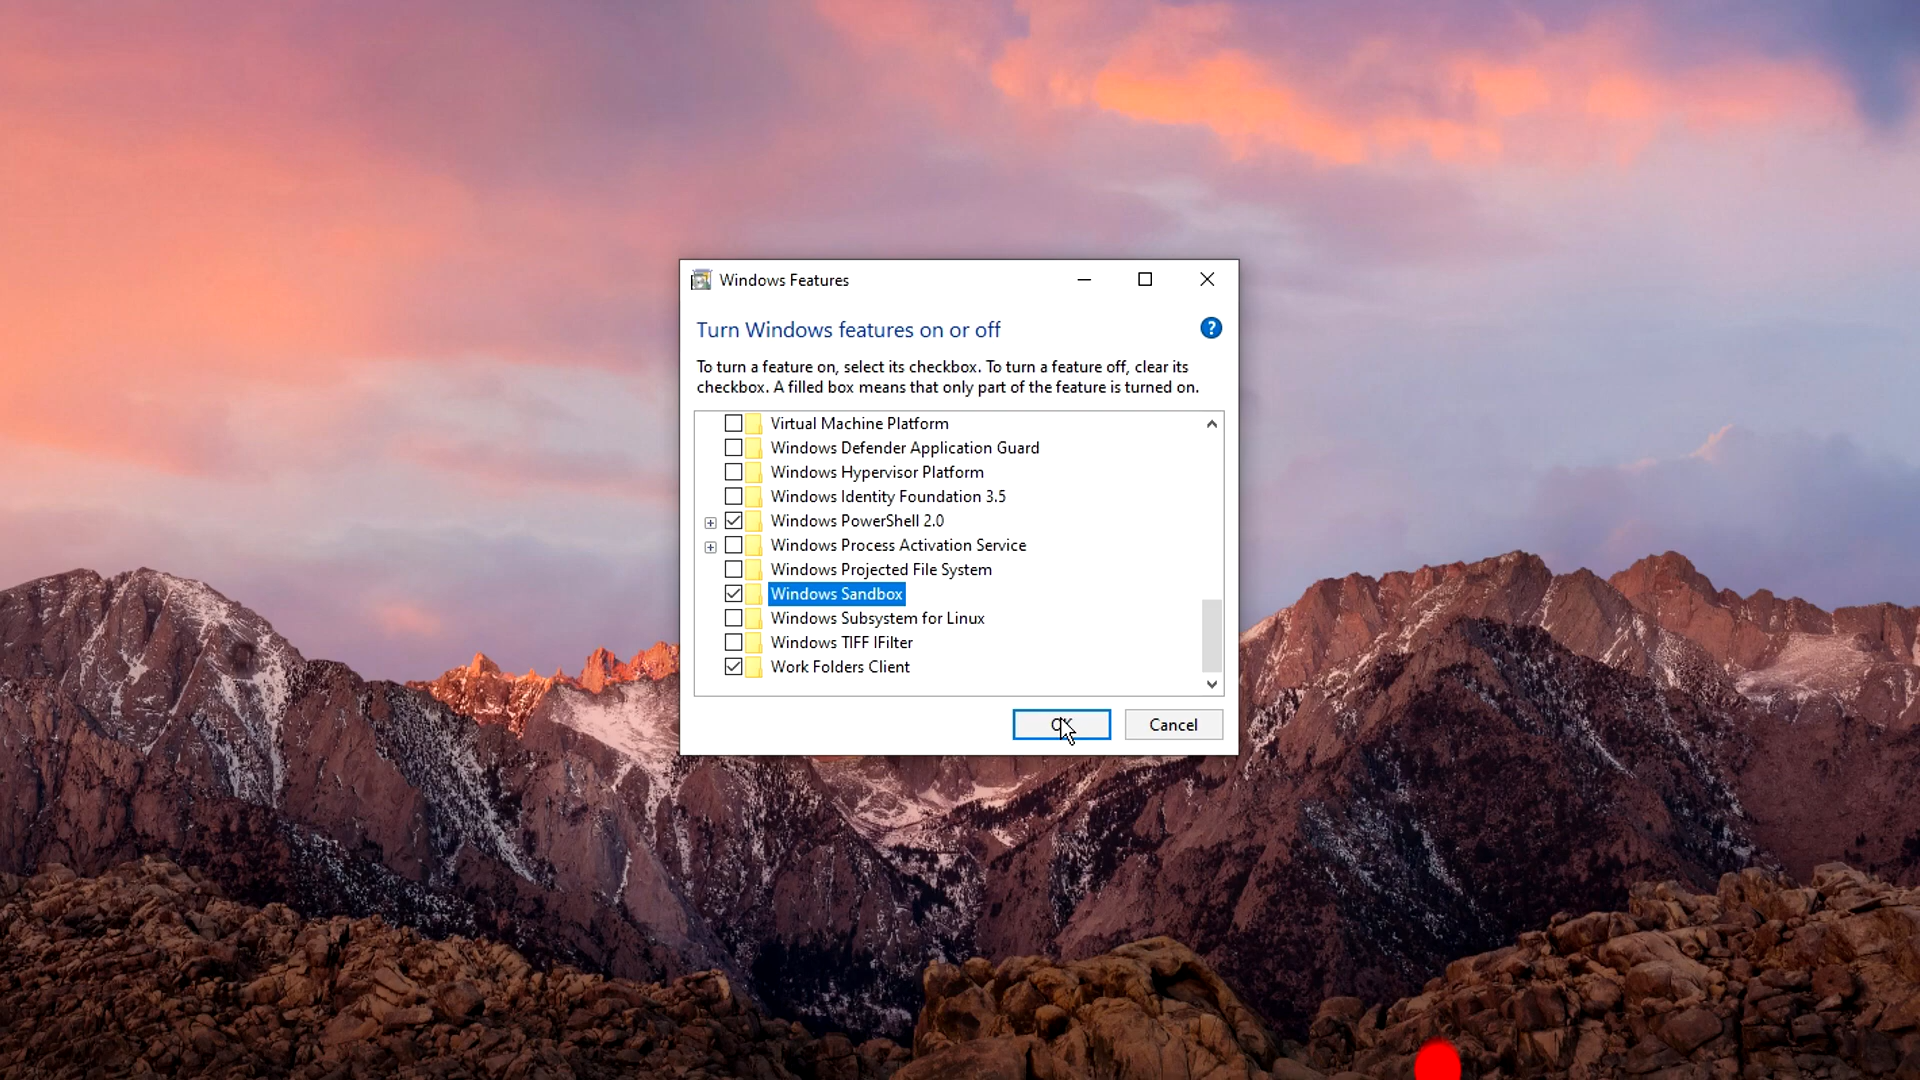 Windows Features
Turn Windows features on or off
?
To turn a feature on, select its checkbox. To turn a feature off, clear its
checkbox. A filled box means that only part of the feature is turned on.
Virtual Machine Platform
Windows Defender Application Guard
Windows Hypervisor Platform
Windows Identity Foundation 3.5
Windows PowerShell 2.0
Windows Process Activation Service
Windows Projected File System
Windows Sandbox
Windows Subsystem for Linux
Windows TIFF IFilter
Work Folders Client
OK
Cancel